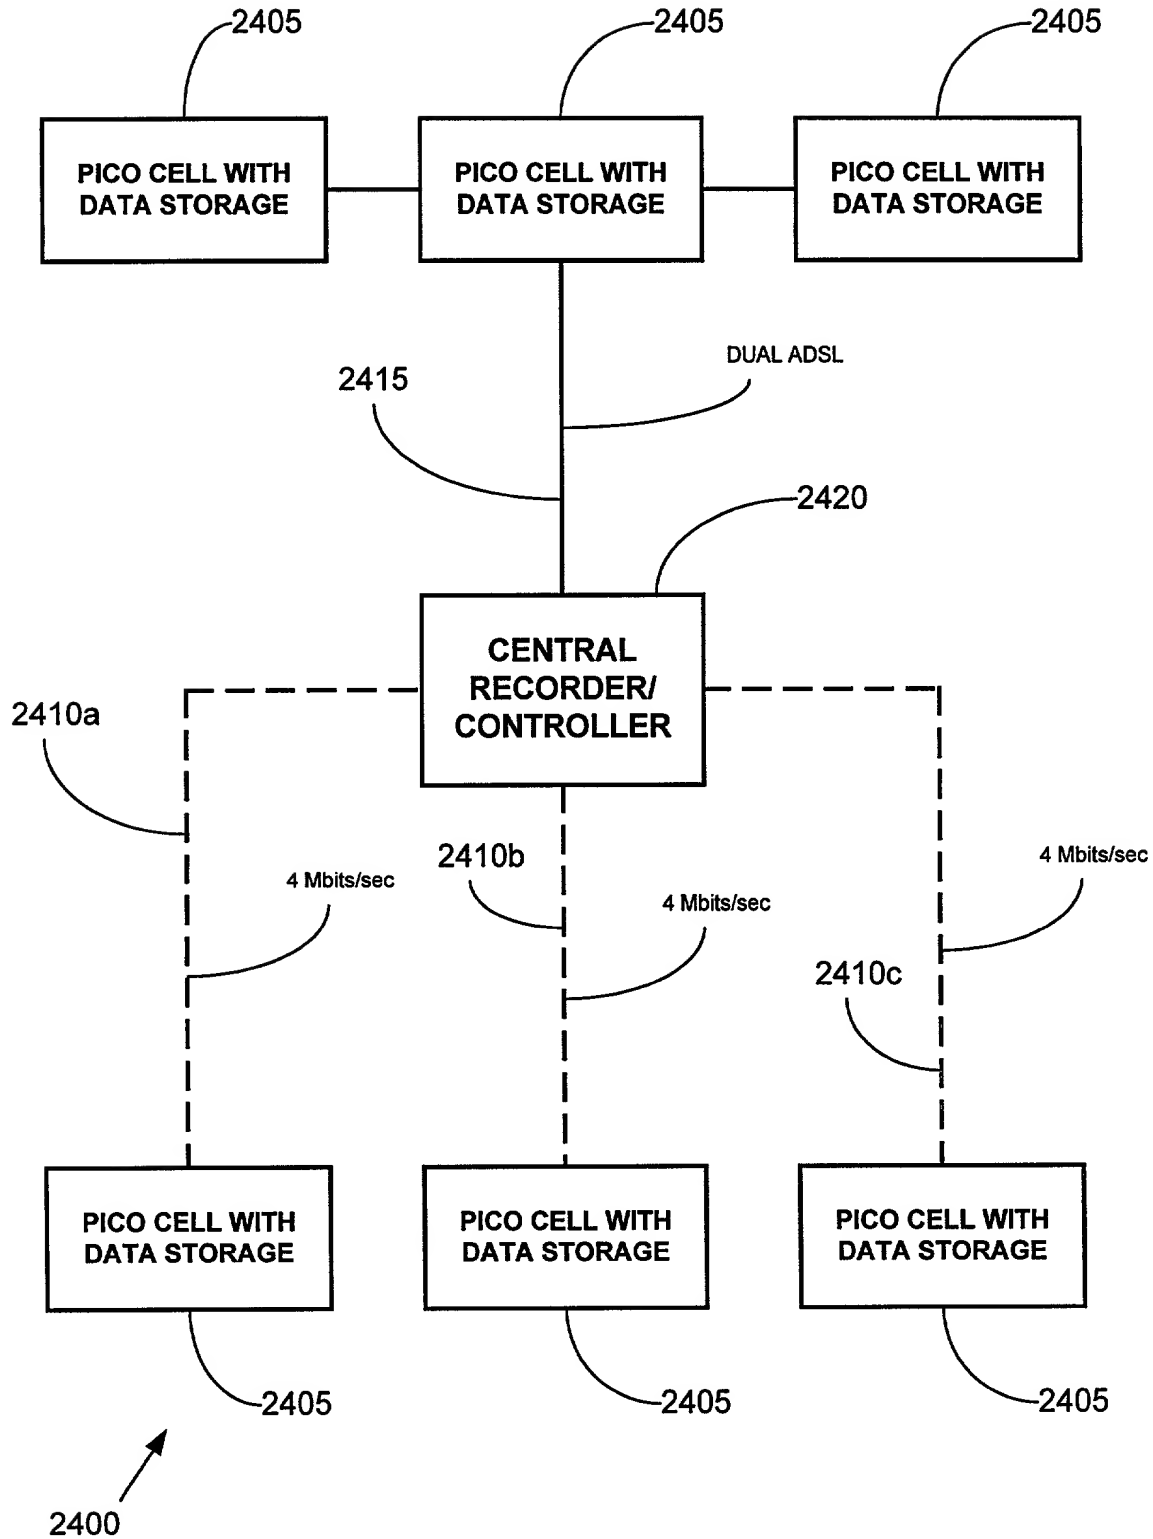 2405
2405
2405
PICO CELL WITH
DATA STORAGE
PICO CELL WITH
DATA STORAGE
PICO CELL WITH
DATA STORAGE
DUAL ADSL
2415
2420
CENTRAL
RECORDER/
CONTROLLER
2410a
2410b
4 Mbits/sec
4 Mbits/sec
4 Mbits/sec
2410c
PICO CELL WITH
DATA STORAGE
PICO CELL WITH
DATA STORAGE
PICO CELL WITH
DATA STORAGE
2405
2405
2405
2400